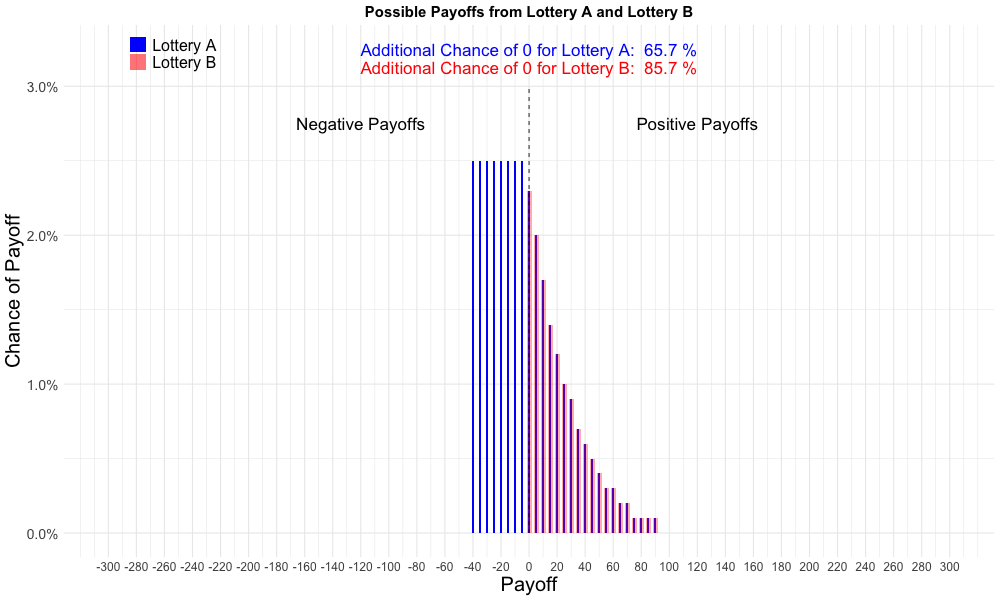 Possible Payoffs from Lottery A and Lottery B
Lottery A
Lottery B
Additional Chance of 0 for Lottery A: 65.7 %
Additional Chance of 0 for Lottery B: 85.7 %
Negative Payoffs
Positive Payoffs
Chance of Payoff
3.0%
2.0%
1.0%
0.0%
-300 -280 -260 -240 -220 -200 -180 -160 -140 -120 -100 -80 -60 -40 -20 0 20 40 60 80 100 120 140 160 180 200 220 240 260 280 300
Payoff